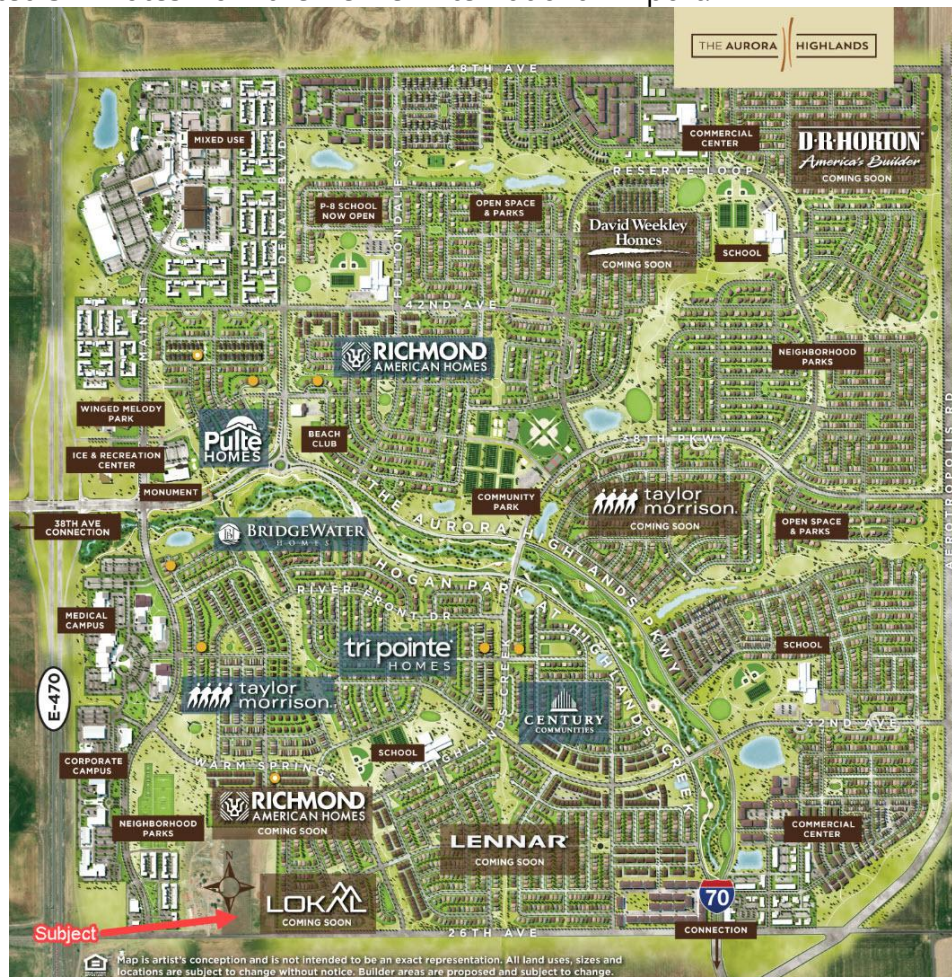 THE AURORA HIGHLANDS
48TH AVE
MIXED USE
DENALI BLVD
FULTONDALE ST
COMMERCIAL
CENTER
D·R·HORTON
America's Builder
COMING SOON
RESERVE LOOP
P-8 SCHOOL
NOW OPEN
OPEN SPACE
& PARKS
David Weekley
Homes
COMING SOON
SCHOOL
MAIN ST
42ND AVE
RICHMOND
AMERICAN HOMES
NEIGHBORHOOD
PARKS
WINGED MELODY
PARK
Pulte
HOMES
BEACH
CLUB
38TH PKWY
ICE & RECREATION
CENTER
MONUMENT
COMMUNITY
PARK
taylor
morrison.
COMING SOON
38TH AVE
CONNECTION
BRIDGEWATER
HOMES
THE AURORA HIGHLANDS PKWY
OPEN SPACE
& PARKS
HOGAN PARK AT HIGHLANDS CREEK
RIVER FRONT DR
MEDICAL
CAMPUS
tri pointe
HOMES
SCHOOL
E-470
taylor
morrison.
CENTURY
COMMUNITIES
32ND AVE
HIGHLANDS CREEK
SCHOOL
CORPORATE
CAMPUS
WARM SPRINGS
RICHMOND
AMERICAN HOMES
COMING SOON
NEIGHBORHOOD
PARKS
LENNAR
COMING SOON
COMMERCIAL
CENTER
N
LOKAL
COMING SOON
70
CONNECTION
Subject
26TH AVE
Map is artist's conception and is not intended to be an exact representation. All land uses, sizes and
locations are subject to change without notice. Builder areas are proposed and subject to change.